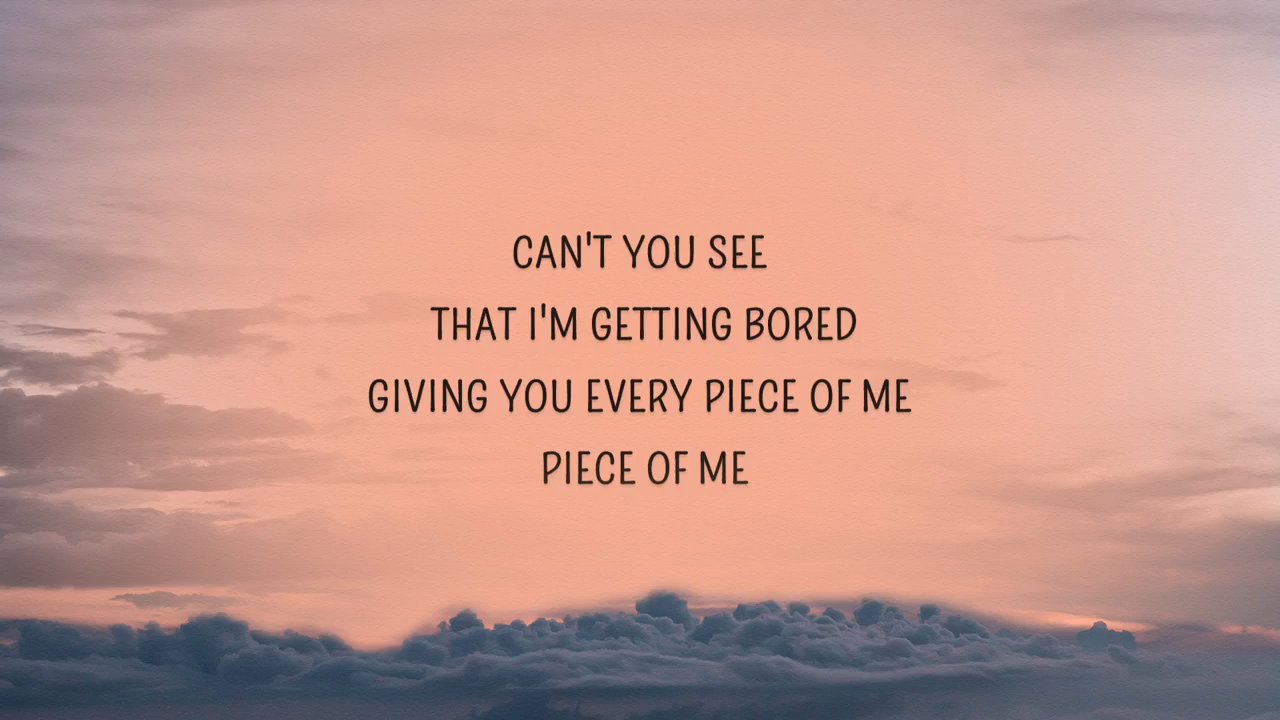 CAN'T YOU SEE
THAT I'M GETTING BORED
GIVING YOU EVERY PIECE OF ME
PIECE OF ME